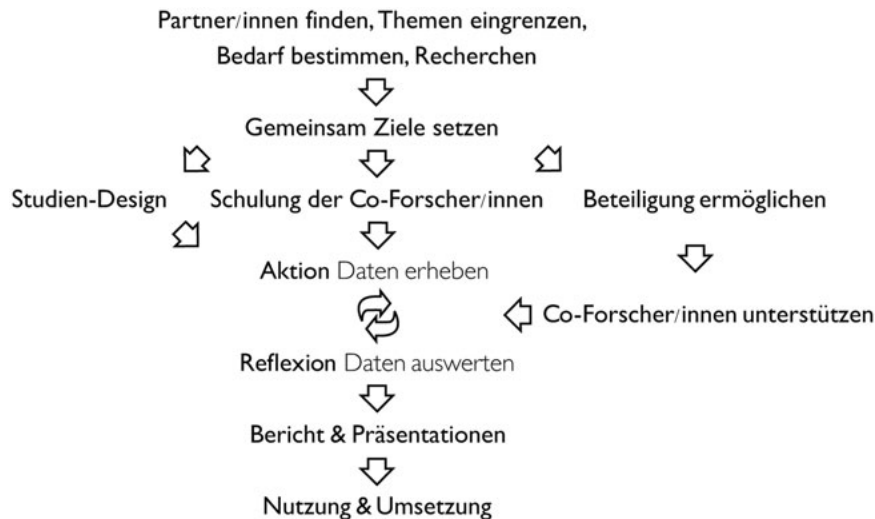 Partner/innen finden, Themen eingrenzen,
Bedarf bestimmen, Recherchen
Gemeinsam Ziele setzen
Studien-Design
Schulung der Co-Forscher/innen
Beteiligung ermöglichen
Aktion Daten erheben
Co-Forscher/innen unterstützen
Reflexion Daten auswerten
Bericht & Präsentationen
Nutzung & Umsetzung